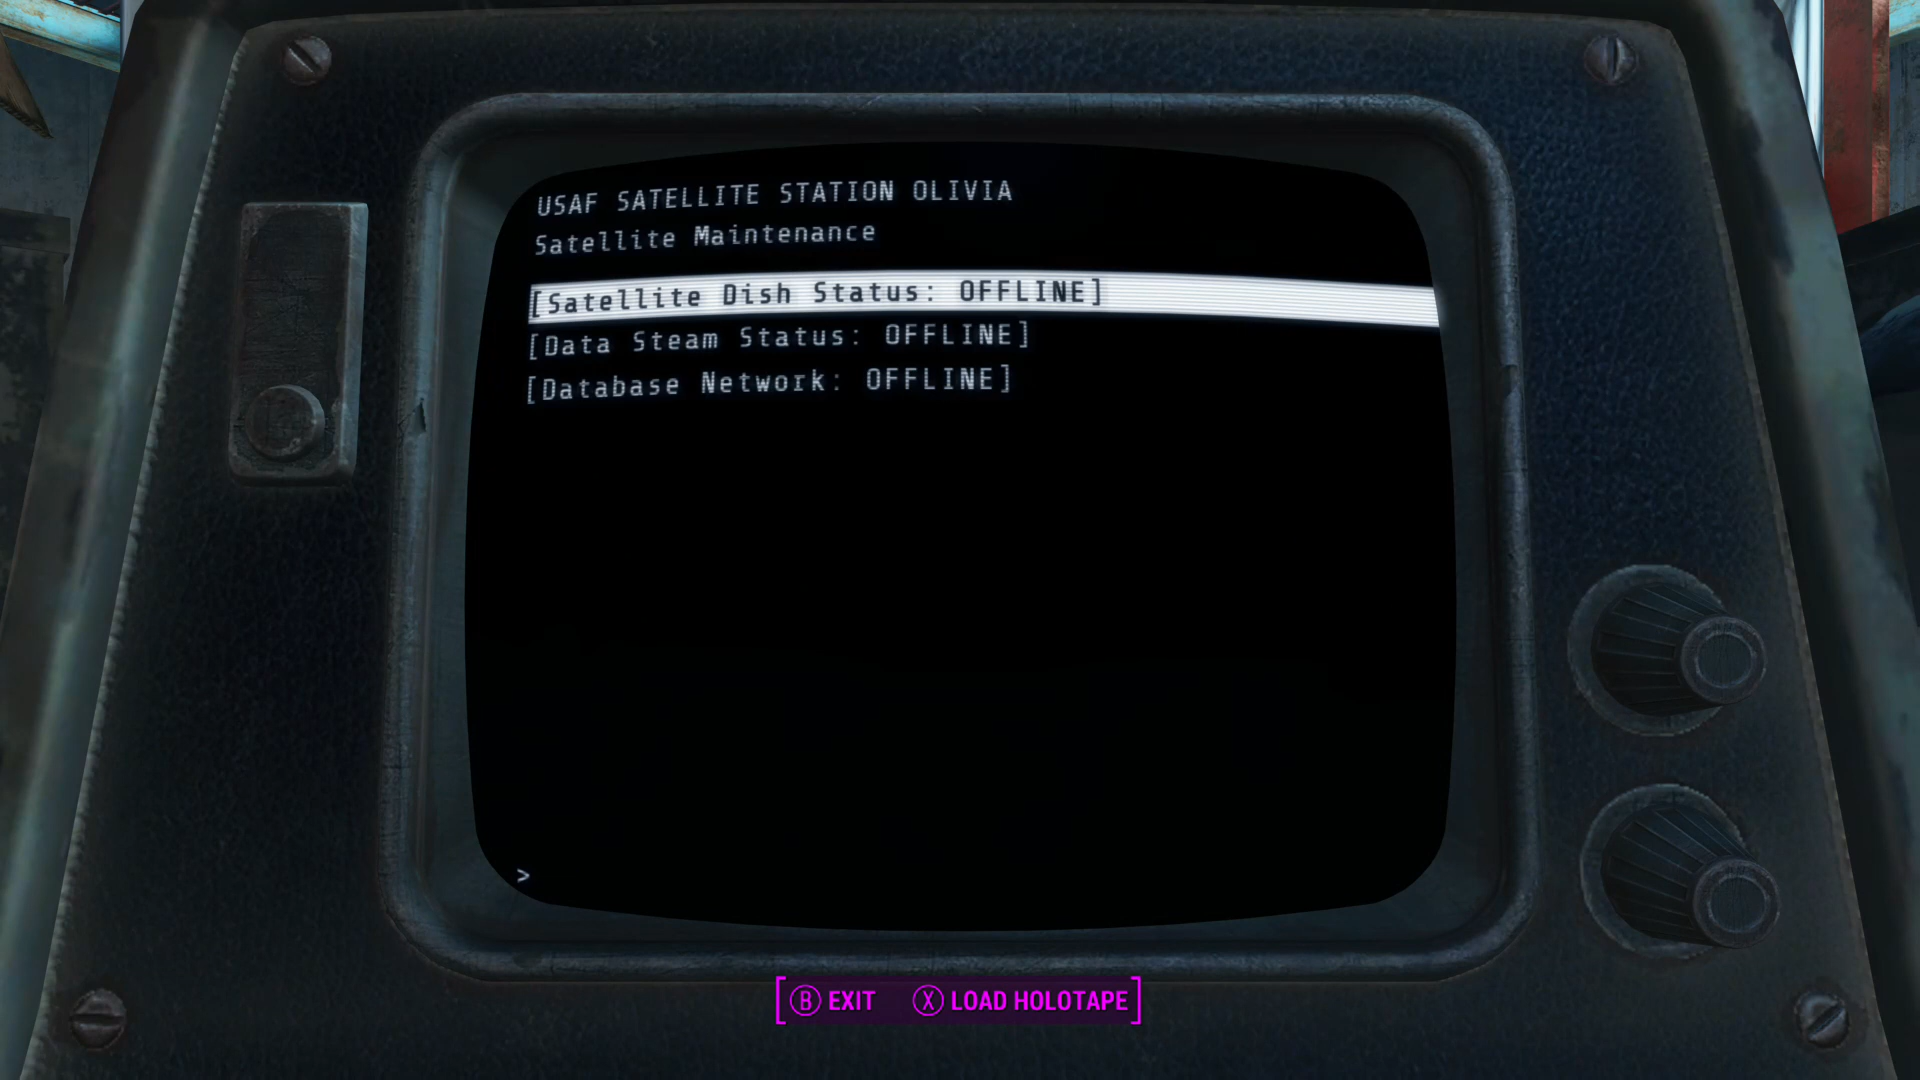 USAF SATELLITE STATION OLIVIA
Satellite Maintenance
[Satellite Dish Status: OFFLINE]
[Data Steam Status: OFFLINE]
[Database Network: OFFLINE]
>
[Ⓑ EXIT Ⓧ LOAD HOLOTAPE]